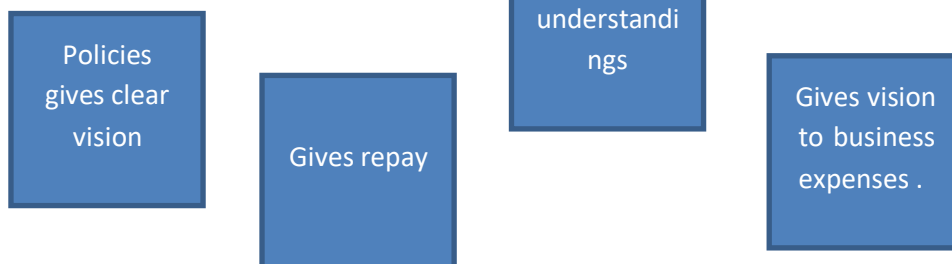 Policies
gives clear
vision
Gives repay
understandi
ngs
Gives vision
to business
expenses .